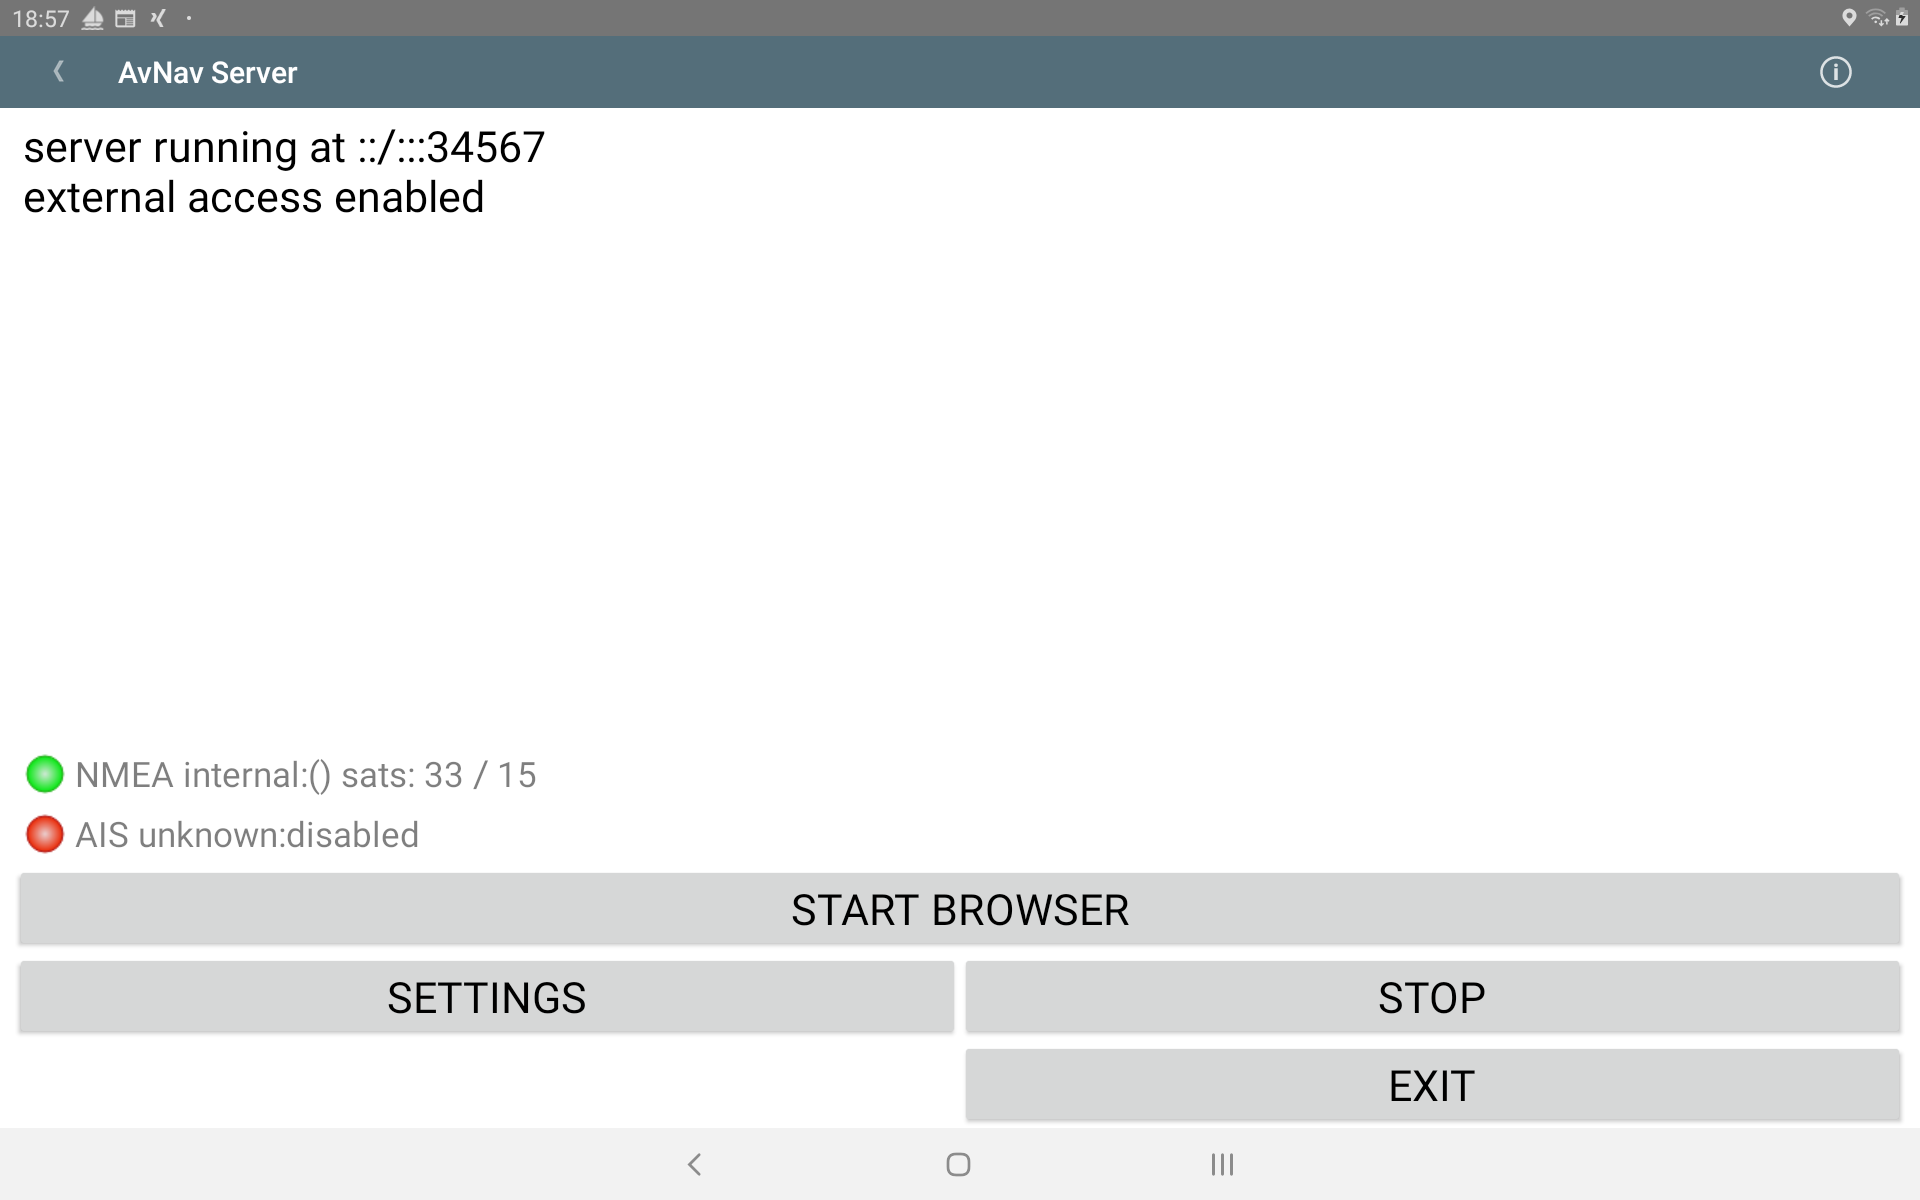 18:57
AvNav Server
server running at ::/:::34567
external access enabled
NMEA internal:() sats: 33 / 15
AIS unknown:disabled
START BROWSER
SETTINGS
STOP
EXIT